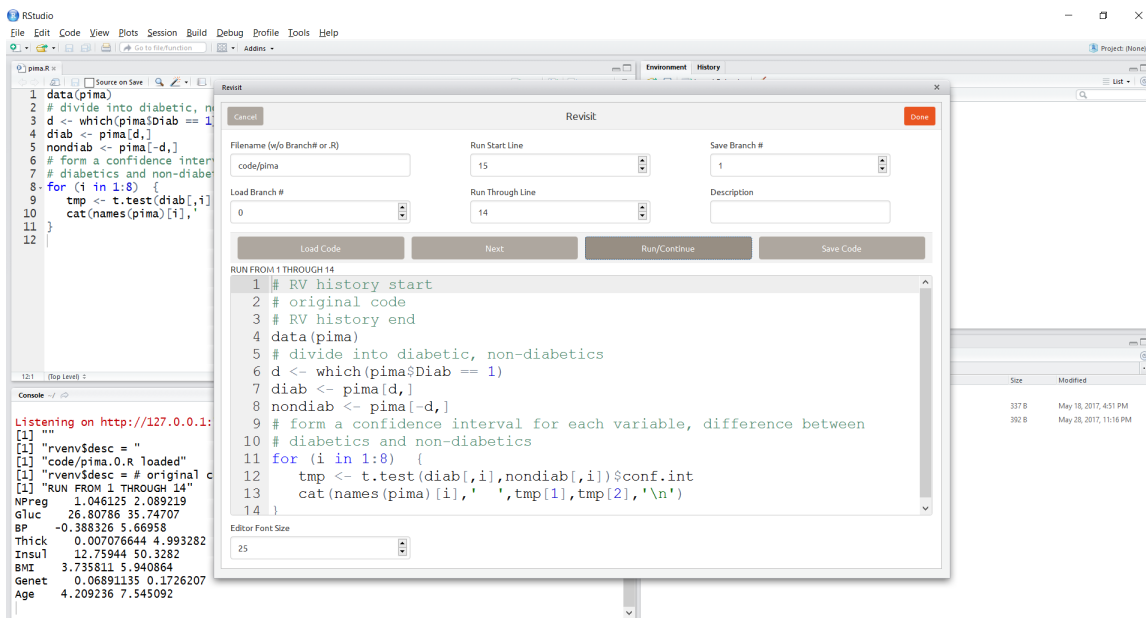 RStudio
File Edit Code View Plots Session Build Debug Profile Tools Help
Go to file/function Addins Project: (None)
pima.R
Source on Save
1 data(pima)
2 # divide into diabetic, n
3 d <- which(pima$Diab == 1
4 diab <- pima[d,]
5 nondiab <- pima[-d,]
6 # form a confidence inter
7 # diabetics and non-diabe
8 for (i in 1:8) {
9 tmp <- t.test(diab[,i]
10 cat(names(pima)[i],'
11 }
12
12:1 (Top Level)
Console ~/
Listening on http://127.0.0.1:
[1] ""
[1] "rvenv$desc = "
[1] "code/pima.0.R loaded"
[1] "rvenv$desc = # original c
[1] "RUN FROM 1 THROUGH 14"
NPreg 1.046125 2.089219
Gluc 26.80786 35.74707
BP -0.388326 5.66958
Thick 0.007076644 4.993282
Insul 12.75944 50.3282
BMI 3.735811 5.940864
Genet 0.06891135 0.1726207
Age 4.209236 7.545092
Revisit
Cancel Revisit Done
Filename (w/o Branch# or .R) Run Start Line Save Branch #
code/pima 15 1
Load Branch # Run Through Line Description
0 14
Load Code Next Run/Continue Save Code
RUN FROM 1 THROUGH 14
1 # RV history start
2 # original code
3 # RV history end
4 data(pima)
5 # divide into diabetic, non-diabetics
6 d <- which(pima$Diab == 1)
7 diab <- pima[d,]
8 nondiab <- pima[-d,]
9 # form a confidence interval for each variable, difference between
10 # diabetics and non-diabetics
11 for (i in 1:8) {
12 tmp <- t.test(diab[,i],nondiab[,i])$conf.int
13 cat(names(pima)[i],' ',tmp[1],tmp[2],'\n')
14 }
Editor Font Size
25
Environment History
List
Size Modified
337 B May 18, 2017, 4:51 PM
392 B May 28, 2017, 11:16 PM